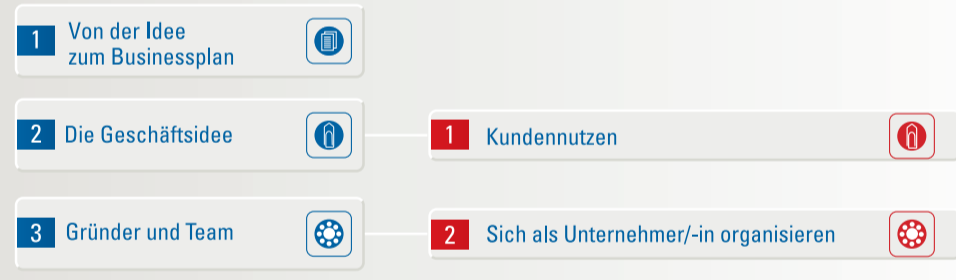 1 Von der Idee
zum Businessplan
2 Die Geschäftsidee
1 Kundennutzen
3 Gründer und Team
2 Sich als Unternehmer/-in organisieren